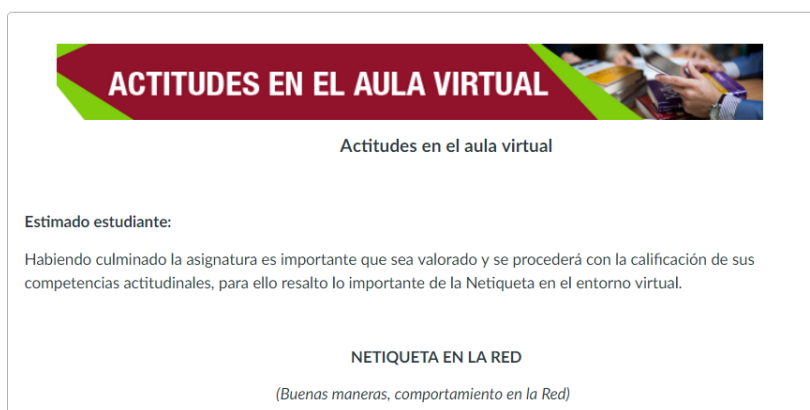 ACTITUDES EN EL AULA VIRTUAL
Actitudes en el aula virtual
Estimado estudiante:
Habiendo culminado la asignatura es importante que sea valorado y se procederá con la calificación de sus
competencias actitudinales, para ello resalto lo importante de la Netiqueta en el entorno virtual.
NETIQUETA EN LA RED
(Buenas maneras, comportamiento en la Red)